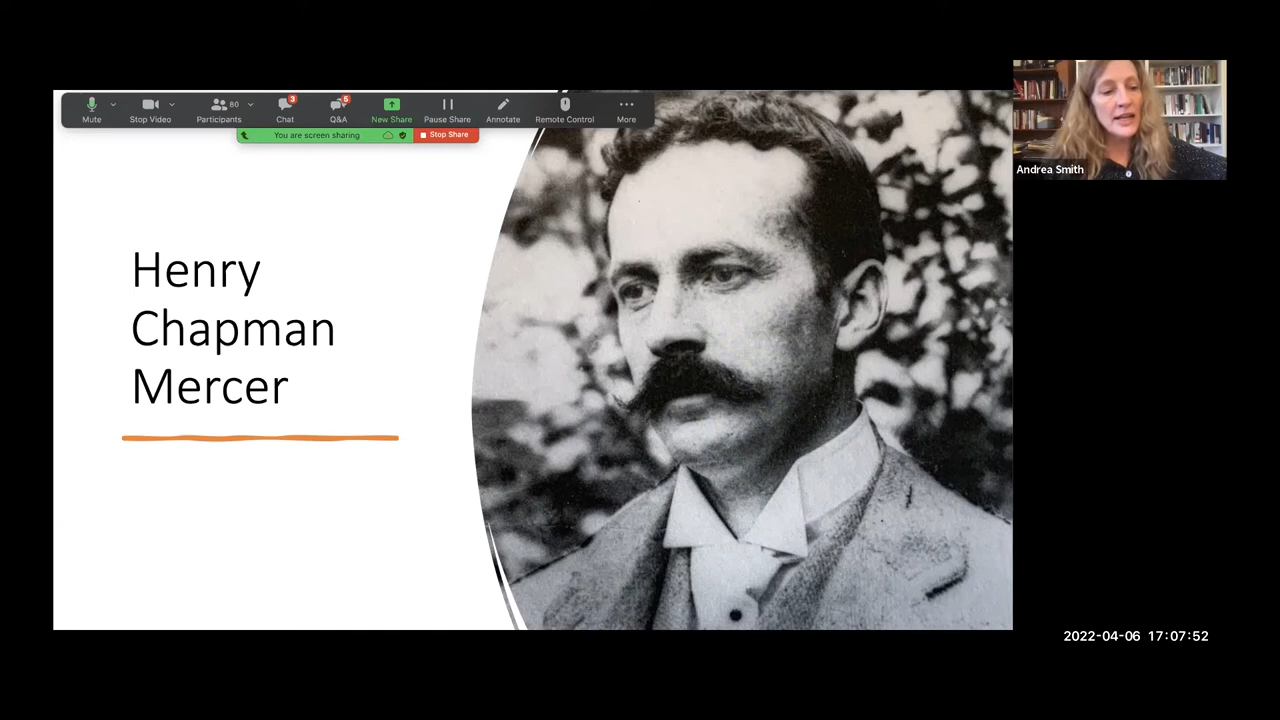 80
3
5
Mute
Stop Video
Participants
Chat
Q&A
New Share
Pause Share
Annotate
Remote Control
More
You are screen sharing
Stop Share
Andrea Smith
Henry
Chapman
Mercer
2022-04-06 17:07:52